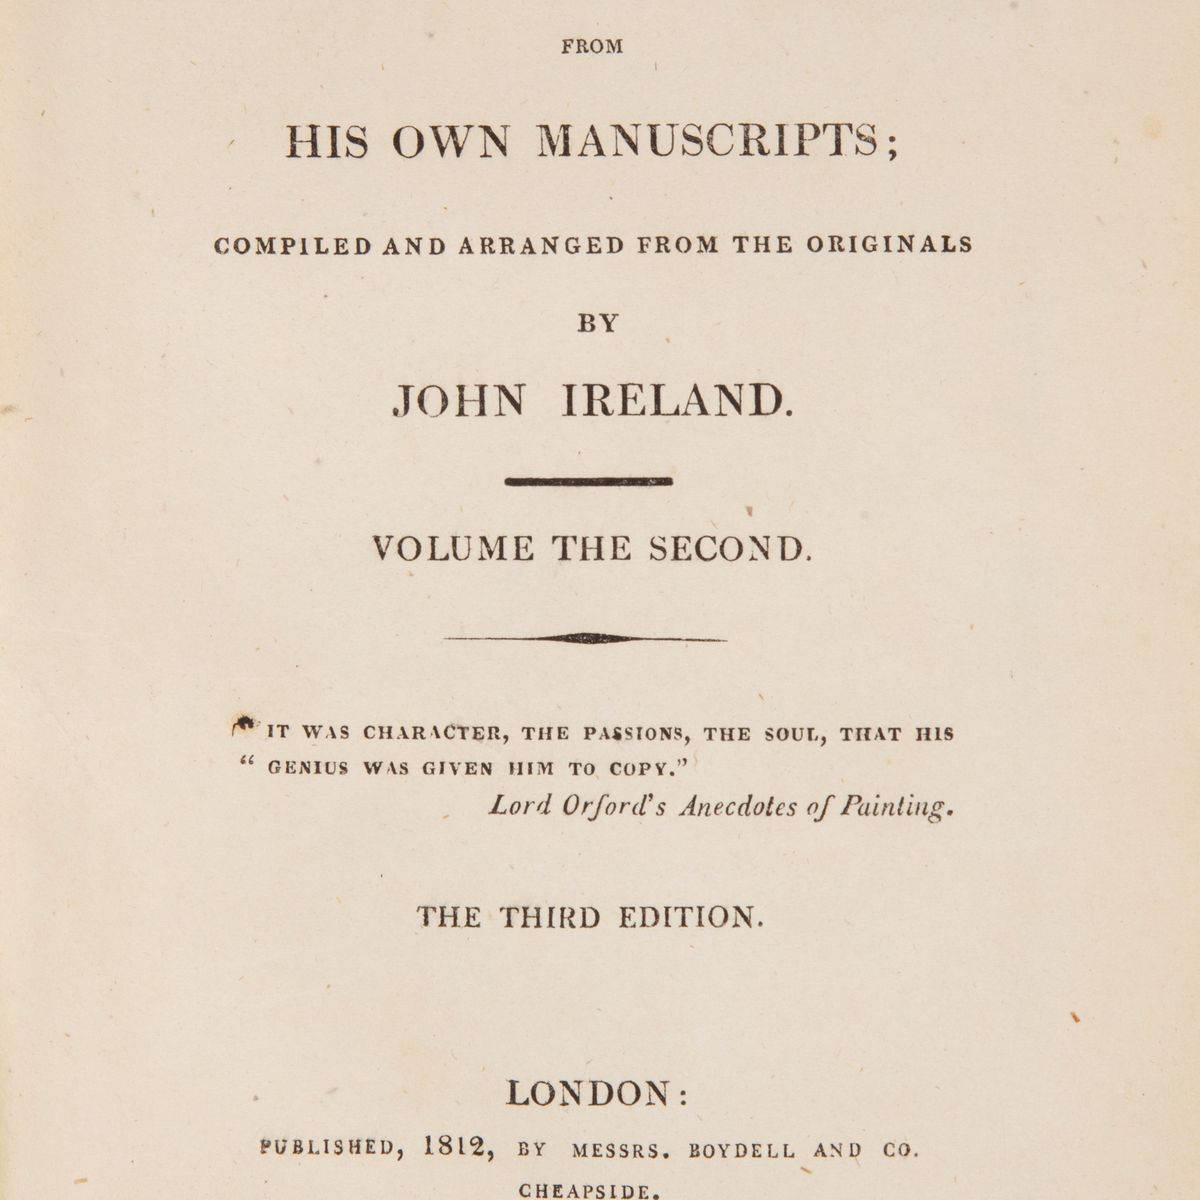 FROM
HIS OWN MANUSCRIPTS;
COMPILED AND ARRANGED FROM THE ORIGINALS
BY
JOHN IRELAND.
VOLUME THE SECOND.
“ IT WAS CHARACTER, THE PASSIONS, THE SOUL, THAT HIS
“ GENIUS WAS GIVEN HIM TO COPY.”
Lord Orford's Anecdotes of Painting.
THE THIRD EDITION.
LONDON:
PUBLISHED, 1812, BY MESSRS. BOYDELL AND CO.
CHEAPSIDE.